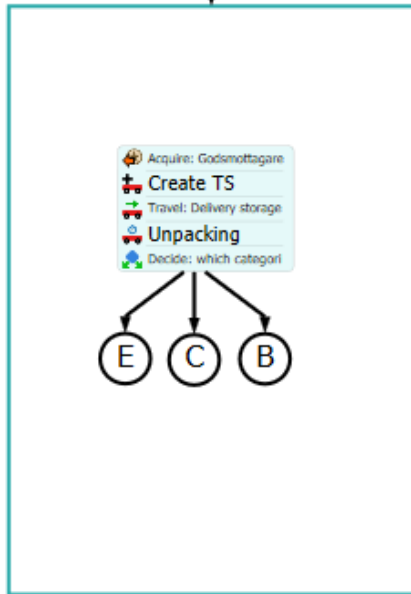 Acquire: Godsmottagare
Create TS
Travel: Delivery storage
Unpacking
Decide: which categori
E C B